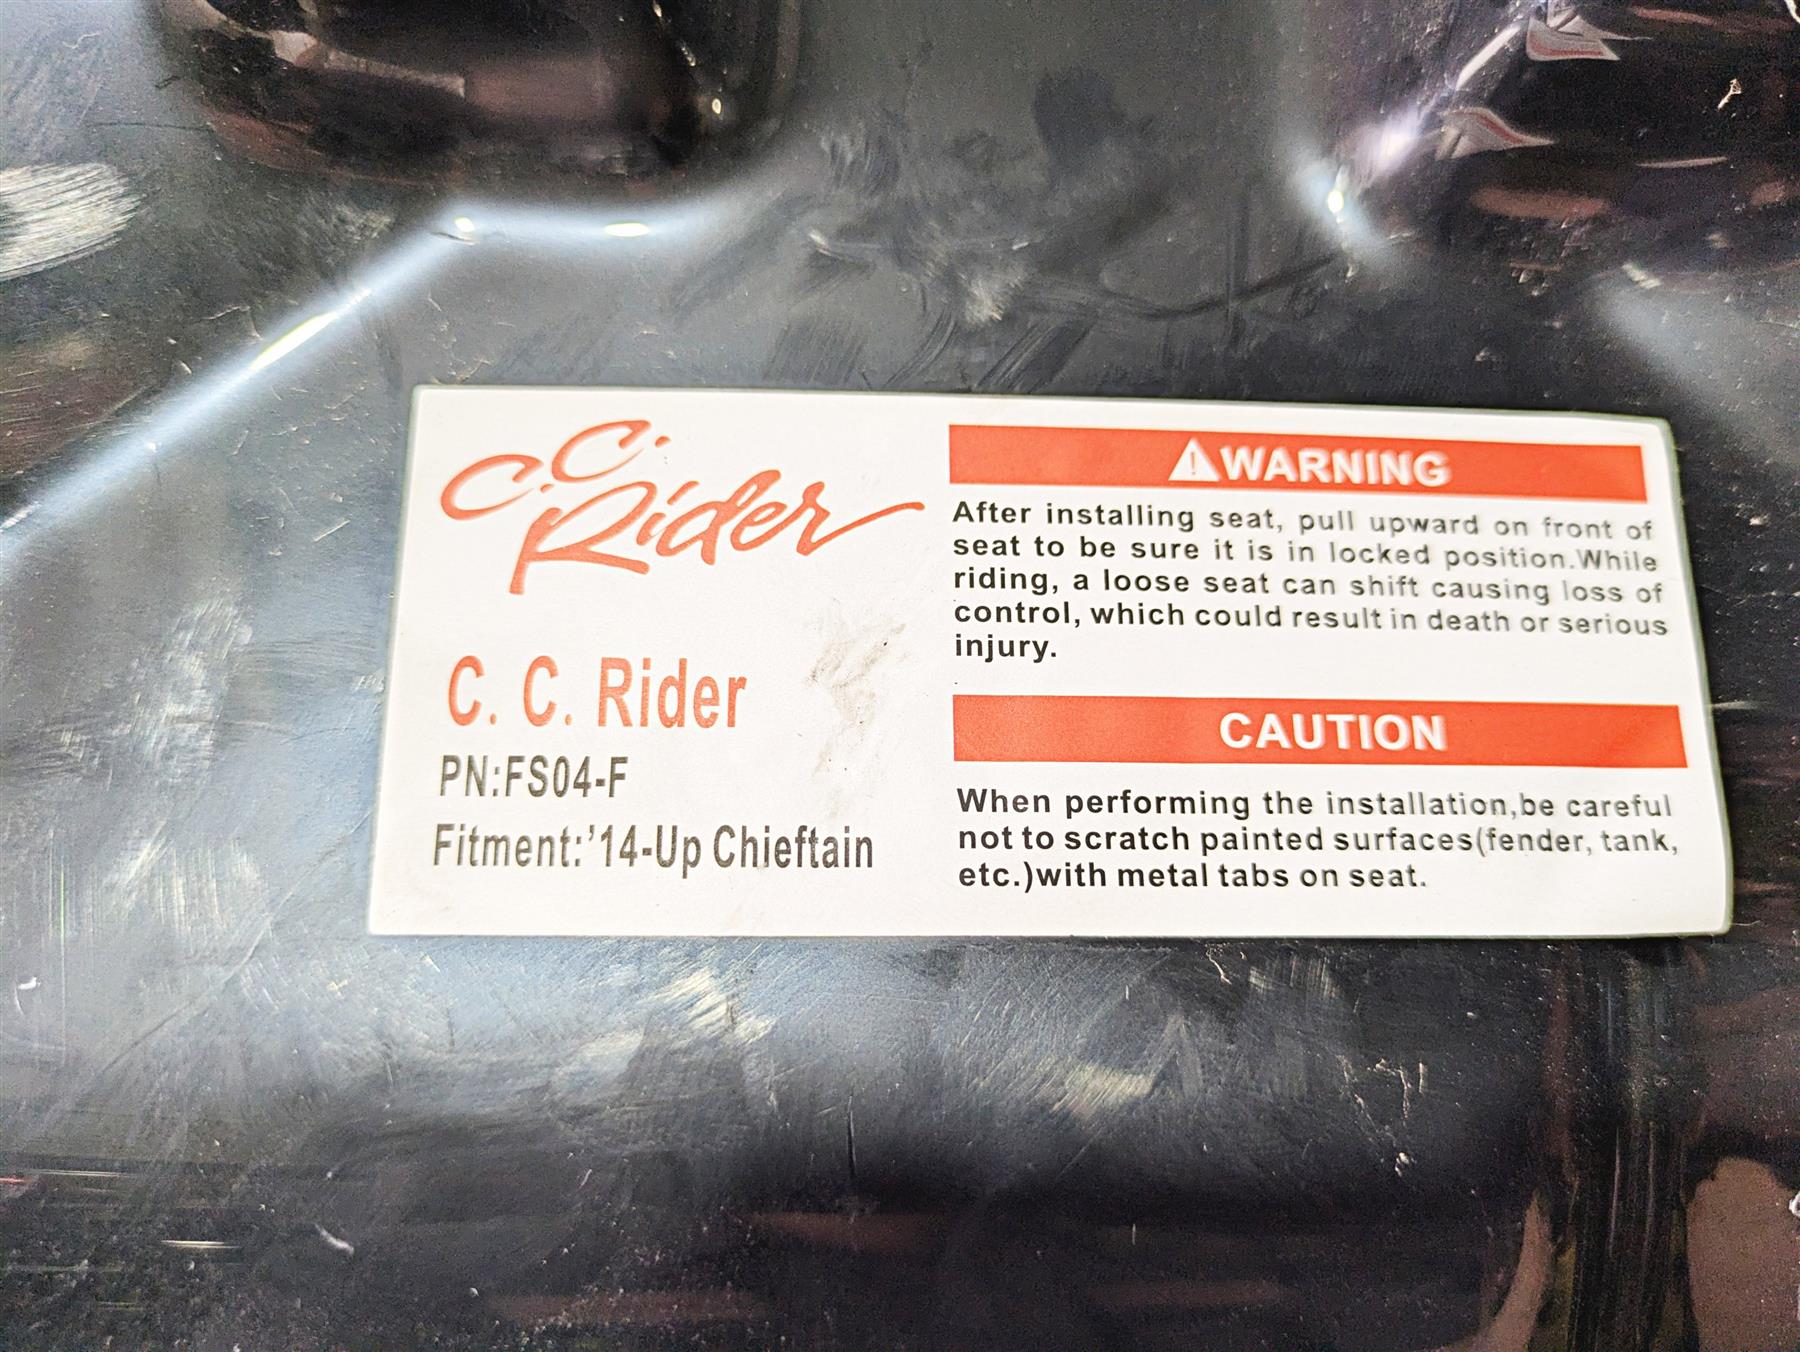 C.C. Rider
C. C. Rider
PN:FS04-F
Fitment:’14-Up Chieftain
WARNING
After installing seat, pull upward on front of
seat to be sure it is in locked position.While
riding, a loose seat can shift causing loss of
control, which could result in death or serious
injury.
CAUTION
When performing the installation,be careful
not to scratch painted surfaces(fender, tank,
etc.)with metal tabs on seat.